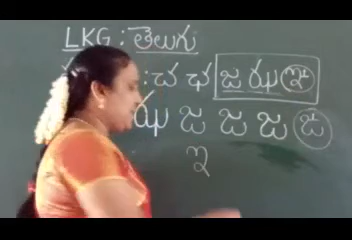 LKG : తెలుగు
: చ ఛ జ ఝ ఞ
ఝ జ జ జ జ
ఇ